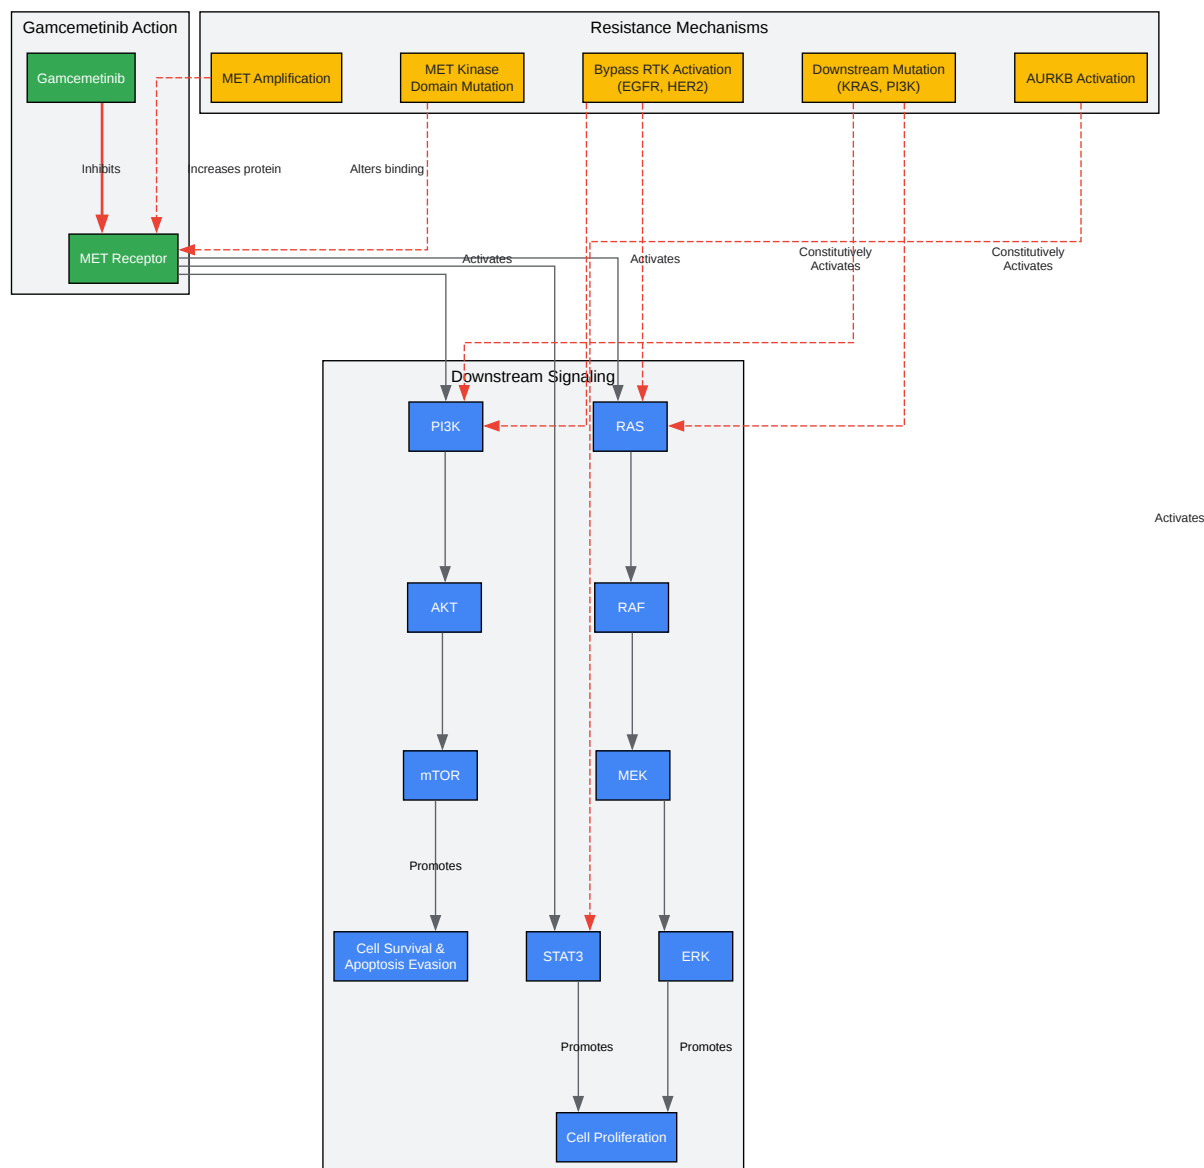 Gamcemetinib Action
Resistance Mechanisms
Gamcemetinib
MET Amplification
MET Kinase
Domain Mutation
Bypass RTK Activation
(EGFR, HER2)
Downstream Mutation
(KRAS, PI3K)
AURKB Activation
Inhibits
Increases protein
Alters binding
MET Receptor
Activates
Activates
Constitutively
Activates
Constitutively
Activates
Downstream Signaling
PI3K
RAS
Activates
AKT
RAF
mTOR
MEK
Promotes
Cell Survival &
Apoptosis Evasion
STAT3
ERK
Promotes
Promotes
Cell Proliferation